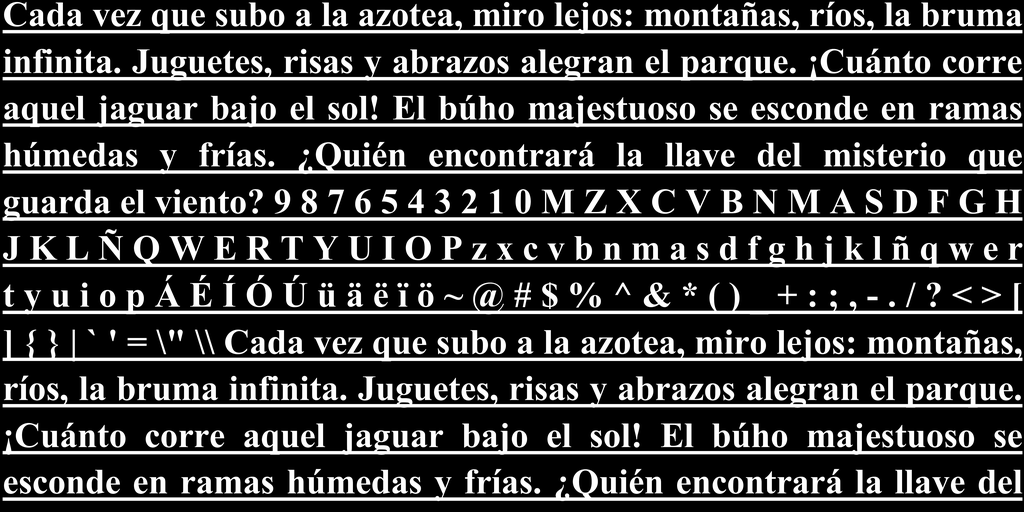 Cada vez que subo a la azotea, miro lejos: montañas, ríos, la bruma
infinita. Juguetes, risas y abrazos alegran el parque. ¡Cuánto corre
aquel jaguar bajo el sol! El búho majestuoso se esconde en ramas
húmedas y frías. ¿Quién encontrará la llave del misterio que
guarda el viento? 9 8 7 6 5 4 3 2 1 0 M Z X C V B N M A S D F G H
J K L Ñ Q W E R T Y U I O P z x c v b n m a s d f g h j k l ñ q w e r
t y u i o p Á É Í Ó Ú ü ä ë ï ö ~ @ # $ % ^ & * ( ) _ + : ; , - . / ? < > [
] { } | ` ' = \" \\ Cada vez que subo a la azotea, miro lejos: montañas,
ríos, la bruma infinita. Juguetes, risas y abrazos alegran el parque.
¡Cuánto corre aquel jaguar bajo el sol! El búho majestuoso se
esconde en ramas húmedas y frías. ¿Quién encontrará la llave del